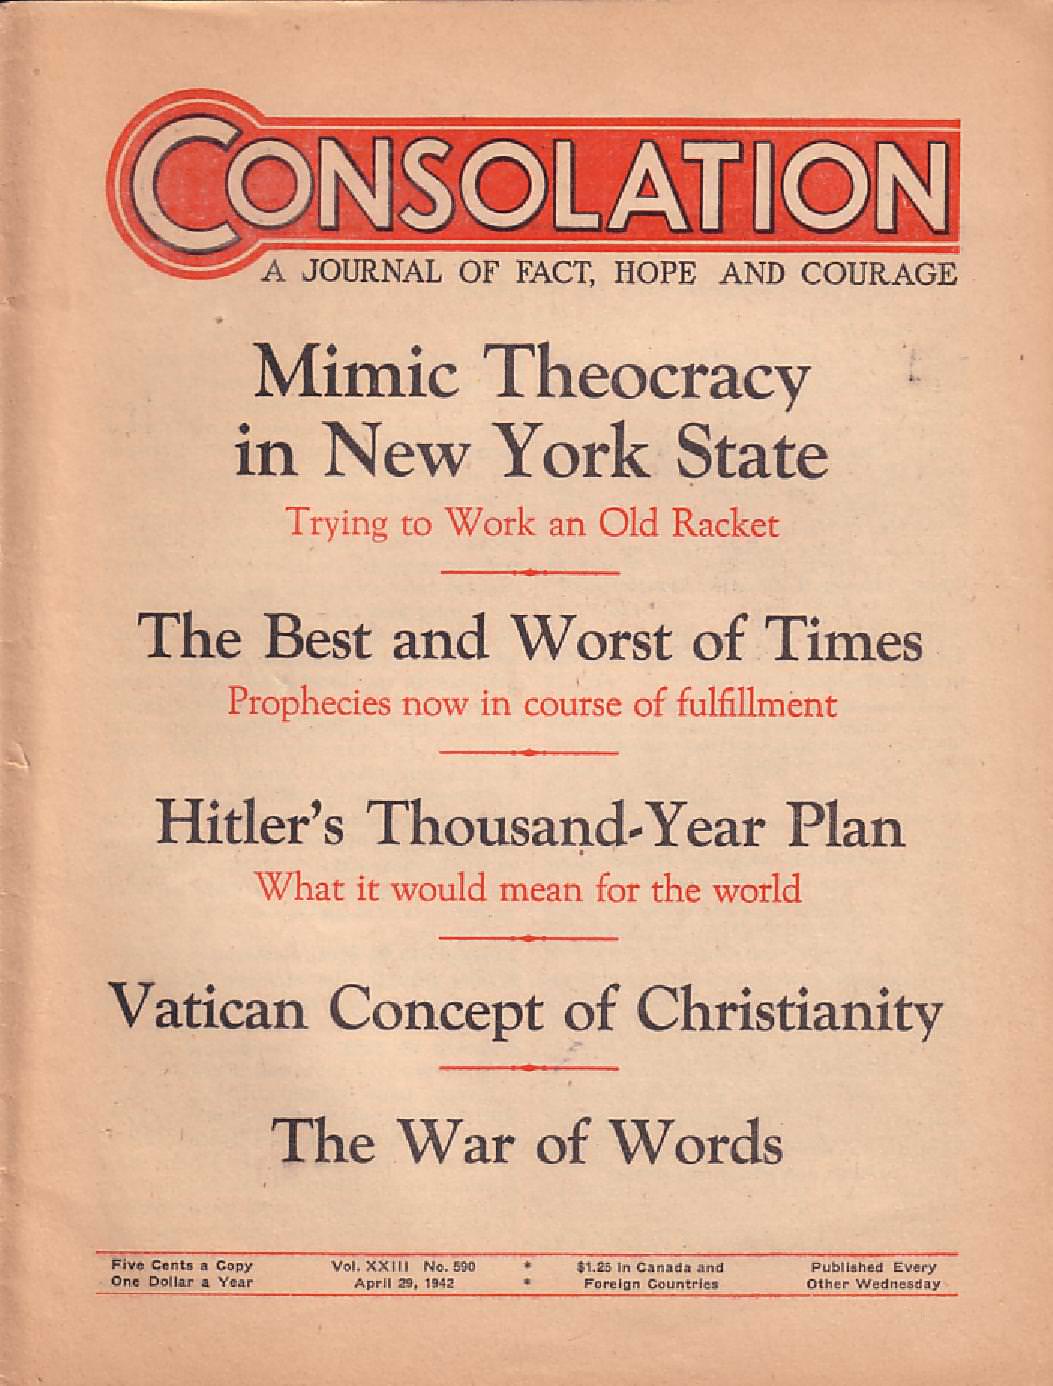 CONSOLATION
A JOURNAL OF FACT, HOPE AND COURAGE
Mimic Theocracy
in New York State
Trying to Work an Old Racket
The Best and Worst of Times
Prophecies now in course of fulfillment
Hitler's Thousand-Year Plan
What it would mean for the world
Vatican Concept of Christianity
The War of Words
Five Cents a Copy
One Dollar a Year
Vol. XXIII No. 590
April 29, 1942
*
*
$1.25 in Canada and
Foreign Countries
Published Every
Other Wednesday